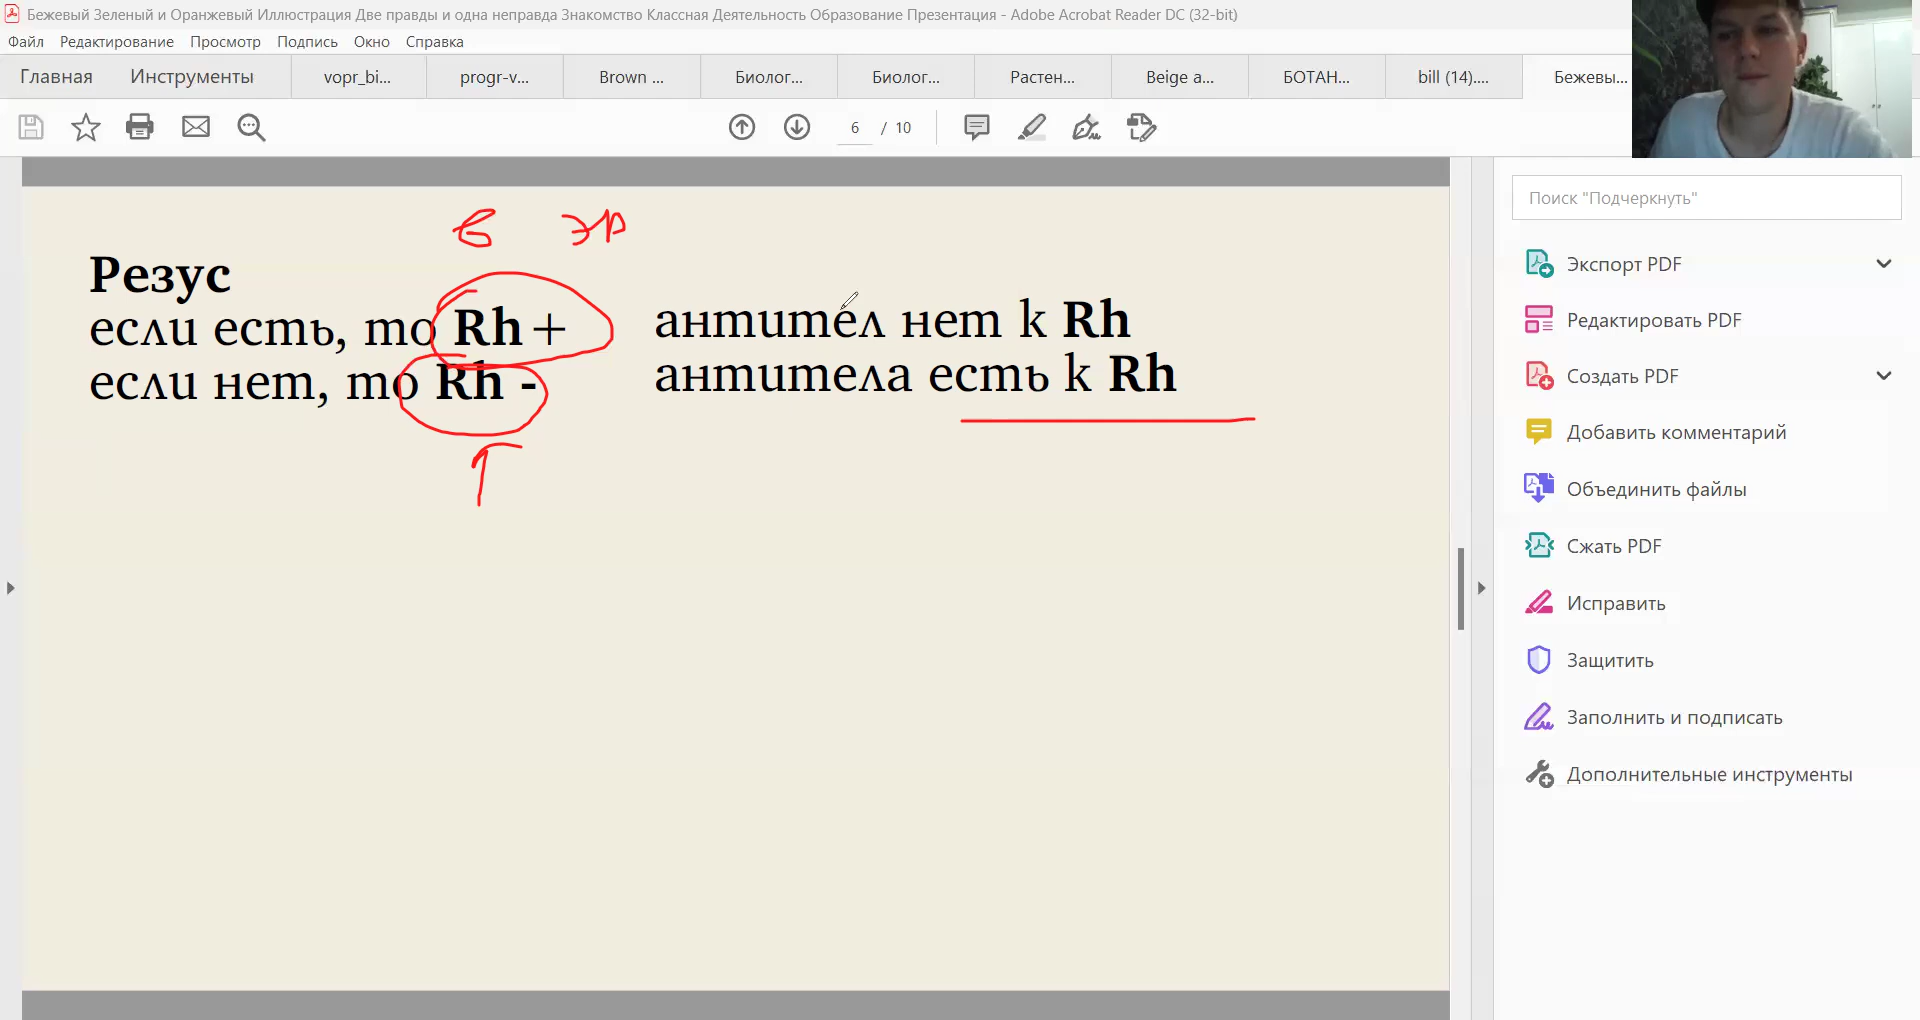 Бежевый Зеленый и Оранжевый Иллюстрация Две правды и одна неправда Знакомство Классная Деятельность Образование Презентация - Adobe Acrobat Reader DC (32-bit)
Файл Редактирование Просмотр Подпись Окно Справка
Главная Инструменты vopr_bi... progr-v... Brown ... Биолог... Биолог... Растен... Beige a... БОТАН... bill (14).... Бежевы...
6 / 10
Поиск "Подчеркнуть"
в эр
Резус
если есть, то Rh + антител нет k Rh
если нет, то Rh - антитела есть k Rh
Экспорт PDF
Редактировать PDF
Создать PDF
Добавить комментарий
Объединить файлы
Сжать PDF
Исправить
Защитить
Заполнить и подписать
Дополнительные инструменты